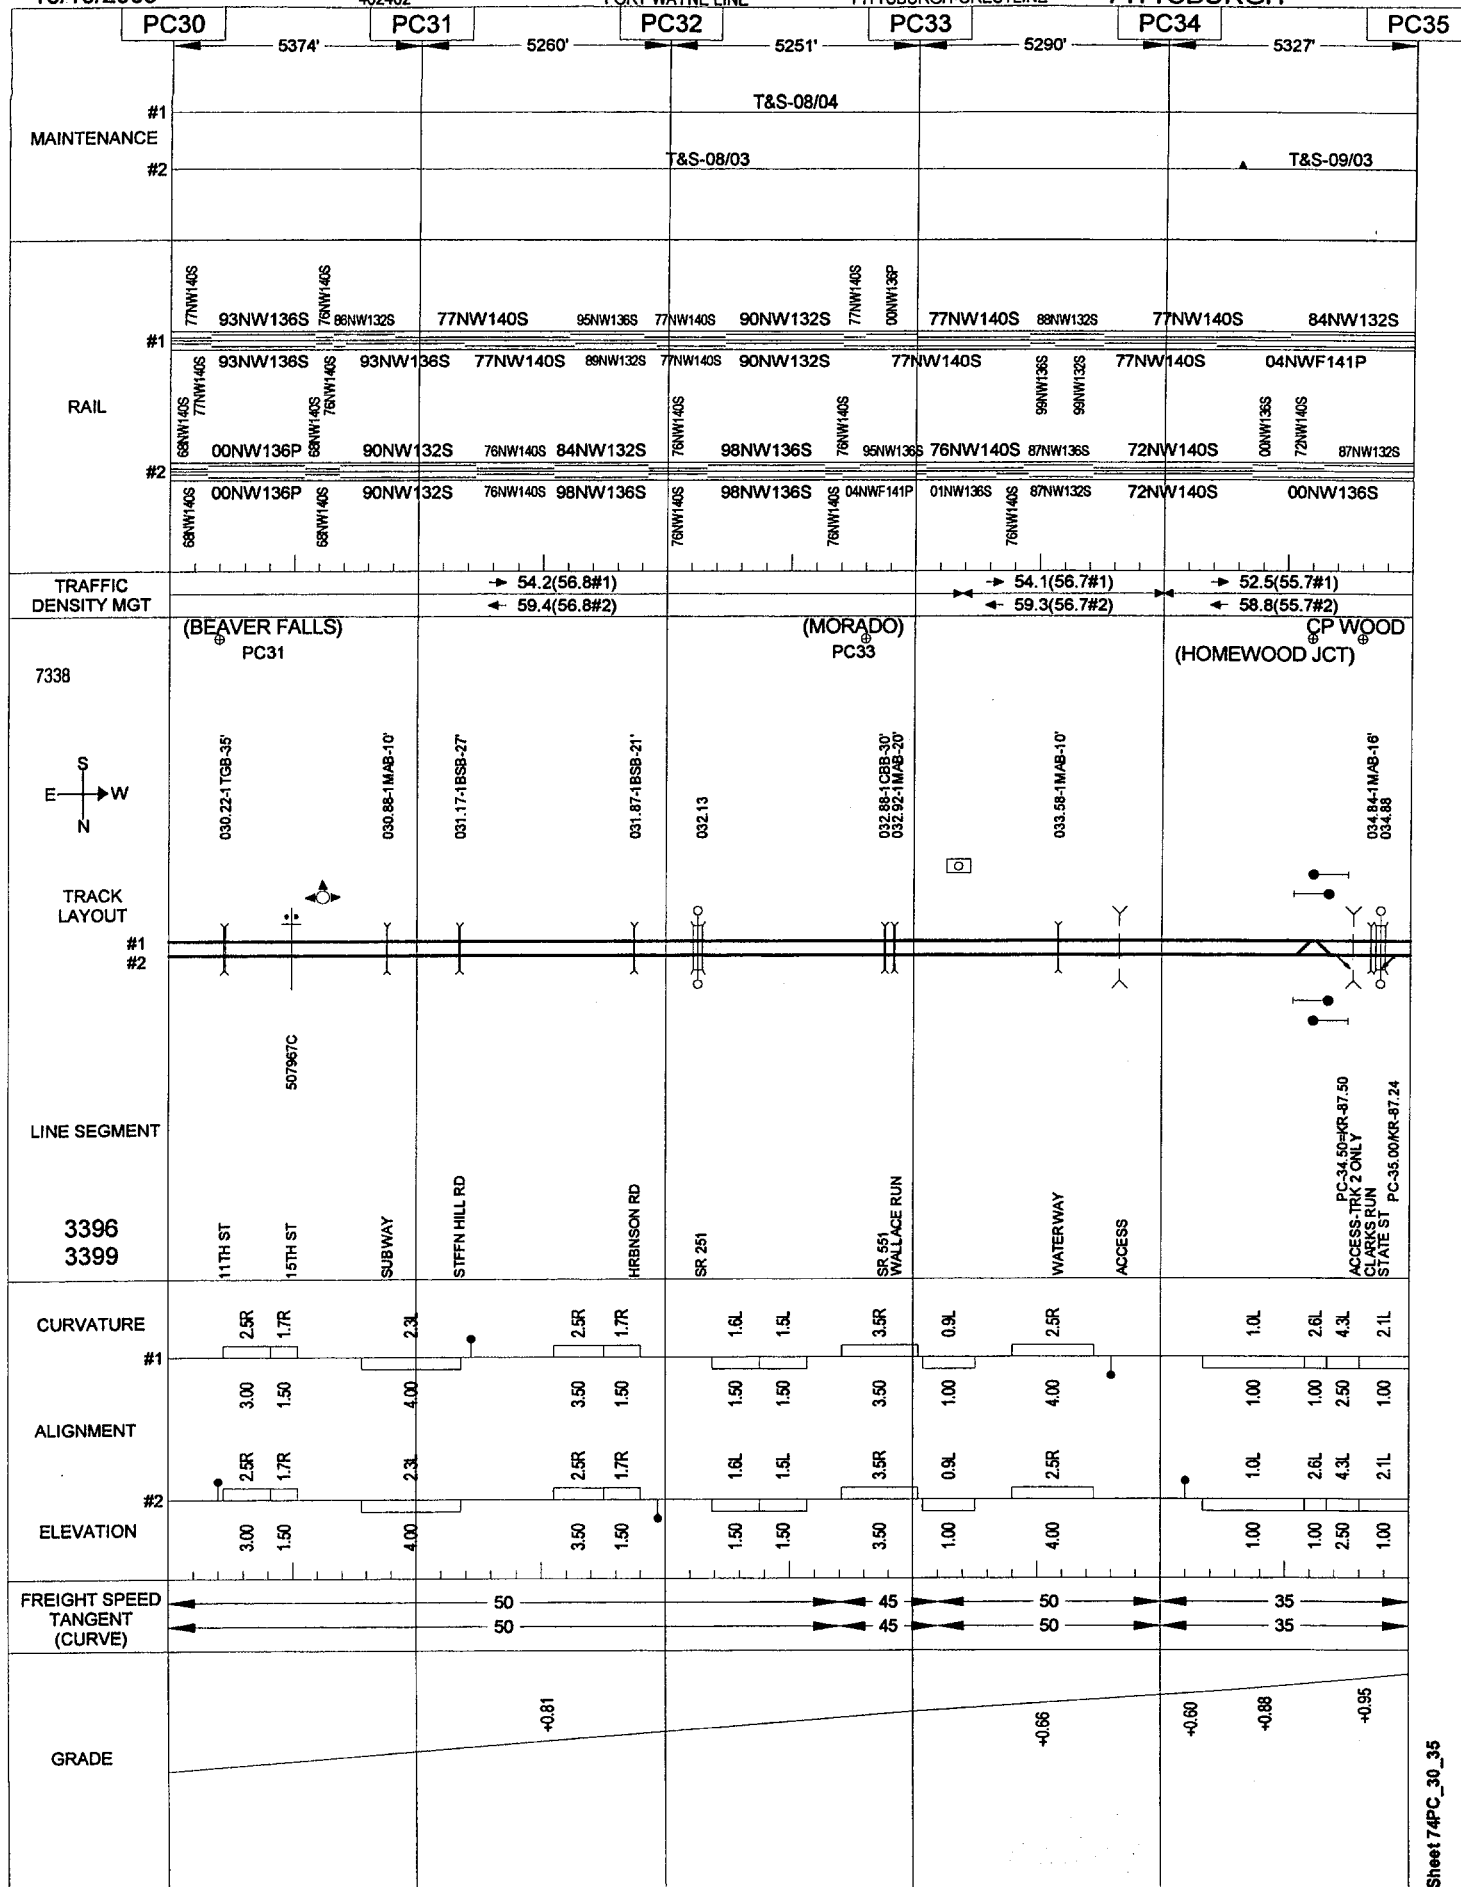 PC30 PC31 PC32 PC33 PC34 PC35
5374' 5260' 5251' 5290' 5327'
#1 T&S-08/04
MAINTENANCE
#2 T&S-08/03 T&S-09/03
77NW140S 93NW136S 76NW140S 86NW132S 77NW140S 95NW136S 77NW140S 90NW132S 77NW140S 00NW136P 77NW140S 88NW132S 77NW140S 84NW132S
#1
77NW140S 93NW136S 76NW140S 93NW136S 77NW140S 89NW132S 77NW140S 90NW132S 77NW140S 99NW136S 99NW132S 77NW140S 04NWF141P
RAIL
68NW140S 00NW136P 68NW140S 90NW132S 76NW140S 84NW132S 76NW140S 98NW136S 76NW140S 95NW136S 76NW140S 87NW136S 72NW140S 00NW136S 72NW140S 87NW132S
#2
68NW140S 00NW136P 68NW140S 90NW132S 76NW140S 98NW136S 76NW140S 98NW136S 76NW140S 04NWF141P 01NW136S 76NW140S 87NW132S 72NW140S 00NW136S
TRAFFIC
DENSITY MGT
54.2(56.8#1) 54.1(56.7#1) 52.5(55.7#1)
59.4(56.8#2) 59.3(56.7#2) 58.8(55.7#2)
(BEAVER FALLS) (MORADO) CP WOOD
PC31 PC33 (HOMEWOOD JCT)
7338
S
E W
N
030.22-1TGB-35' 030.88-1MAB-10' 031.17-1BSB-27' 031.87-1BSB-21' 032.13 032.88-1CBB-30' 032.92-1MAB-20' 033.58-1MAB-10' 034.84-1MAB-16' 034.88
TRACK
LAYOUT
#1
#2
507967C
LINE SEGMENT
3396
3399
11TH ST
15TH ST
SUBWAY
STFFN HILL RD
HRBNSON RD
SR 251
SR 551
WALLACE RUN
WATERWAY
ACCESS
PC-34.50=KR-87.50
ACCESS-TRK 2 ONLY
CLARKS RUN
STATE ST
PC-35.00/KR-87.24
CURVATURE
2.5R 1.7R 2.3L 2.5R 1.7R 1.6L 1.5L 3.5R 0.9L 2.5R 1.0L 2.6L 4.3L 2.1L
#1
3.00 1.50 4.00 3.50 1.50 1.50 1.50 3.50 1.00 4.00 1.00 1.00 2.50 1.00
ALIGNMENT
2.5R 1.7R 2.3L 2.5R 1.7R 1.6L 1.5L 3.5R 0.9L 2.5R 1.0L 2.6L 4.3L 2.1L
#2
3.00 1.50 4.00 3.50 1.50 1.50 1.50 3.50 1.00 4.00 1.00 1.00 2.50 1.00
ELEVATION
FREIGHT SPEED
TANGENT
(CURVE)
50 45 50 35
50 45 50 35
GRADE
+0.81 +0.66 +0.60 +0.88 +0.95
Sheet 74PC_30_35